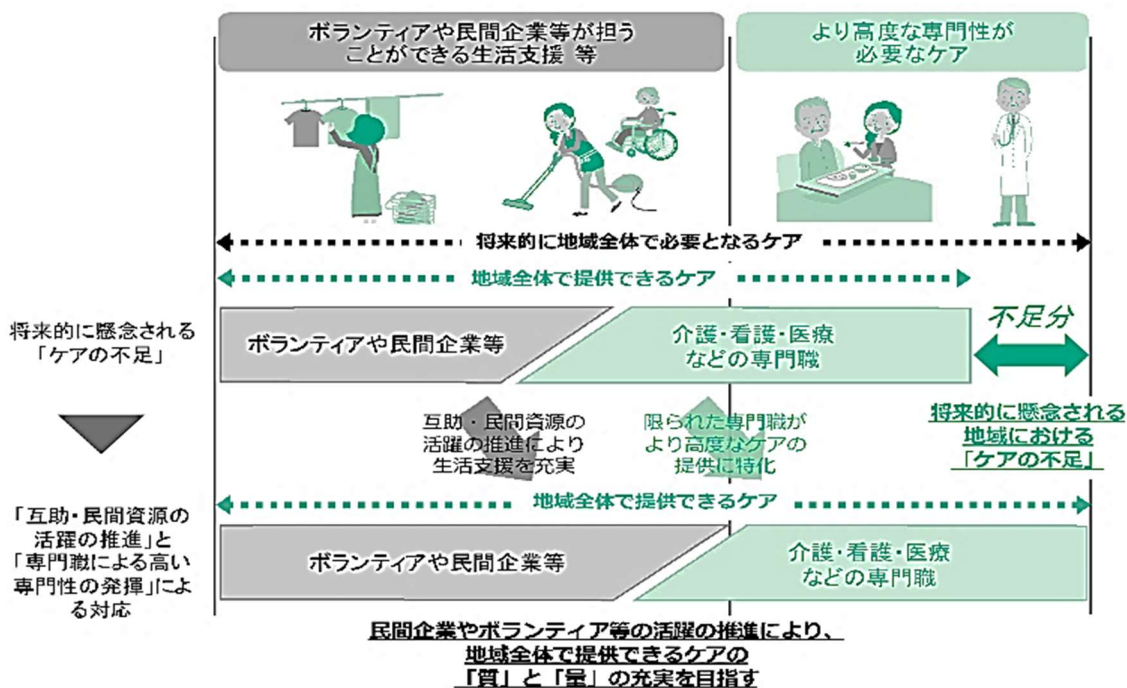 ボランティアや民間企業等が担う
ことができる生活支援 等
より高度な専門性が
必要なケア
将来的に地域全体で必要となるケア
地域全体で提供できるケア
将来的に懸念される
「ケアの不足」
ボランティアや民間企業等
介護・看護・医療
などの専門職
不足分
互助・民間資源の
活躍の推進により
生活支援を充実
限られた専門職が
より高度なケアの
提供に特化
将来的に懸念される
地域における
「ケアの不足」
地域全体で提供できるケア
「互助・民間資源の
活躍の推進」と
「専門職による高い
専門性の発揮」によ
る対応
ボランティアや民間企業等
介護・看護・医療
などの専門職
民間企業やボランティア等の活躍の推進により、
地域全体で提供できるケアの
「質」と「量」の充実を目指す